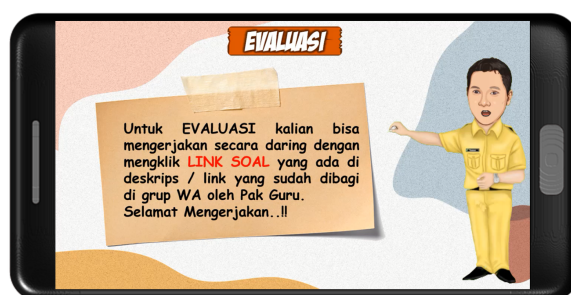 EVALUASI
Untuk EVALUASI kalian bisa
mengerjakan secara daring dengan
mengklik LINK SOAL yang ada di
deskrips / link yang sudah dibagi
di grup WA oleh Pak Guru.
Selamat Mengerjakan..!!